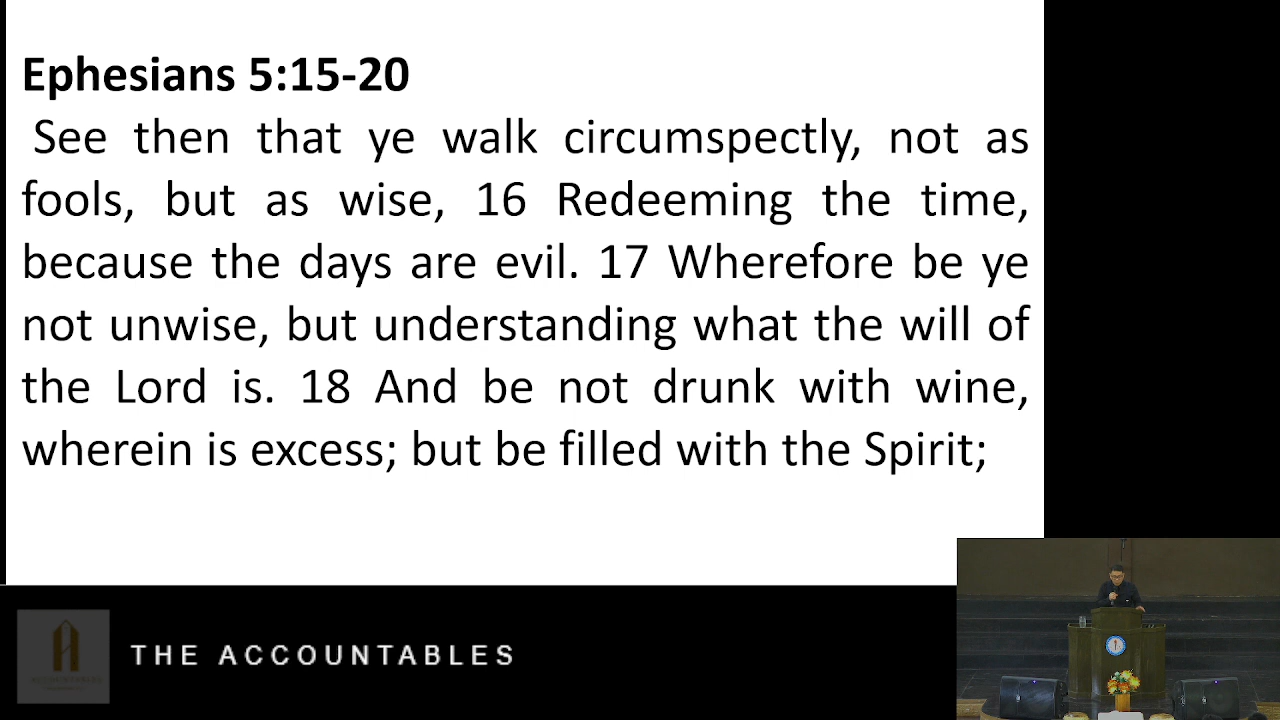 Ephesians 5:15-20
See then that ye walk circumspectly, not as
fools, but as wise, 16 Redeeming the time,
because the days are evil. 17 Wherefore be ye
not unwise, but understanding what the will of
the Lord is. 18 And be not drunk with wine,
wherein is excess; but be filled with the Spirit;
THE ACCOUNTABLES